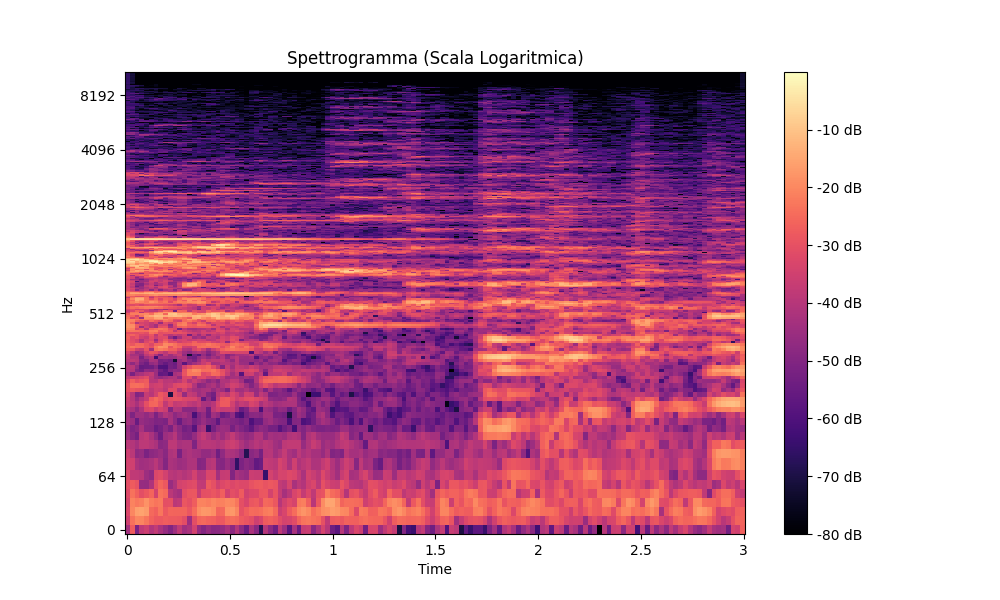 Spettrogramma (Scala Logaritmica)
8192
4096
2048
1024
512
256
128
64
0
Hz
0
0.5
1
1.5
2
2.5
3
Time
-10 dB
-20 dB
-30 dB
-40 dB
-50 dB
-60 dB
-70 dB
-80 dB